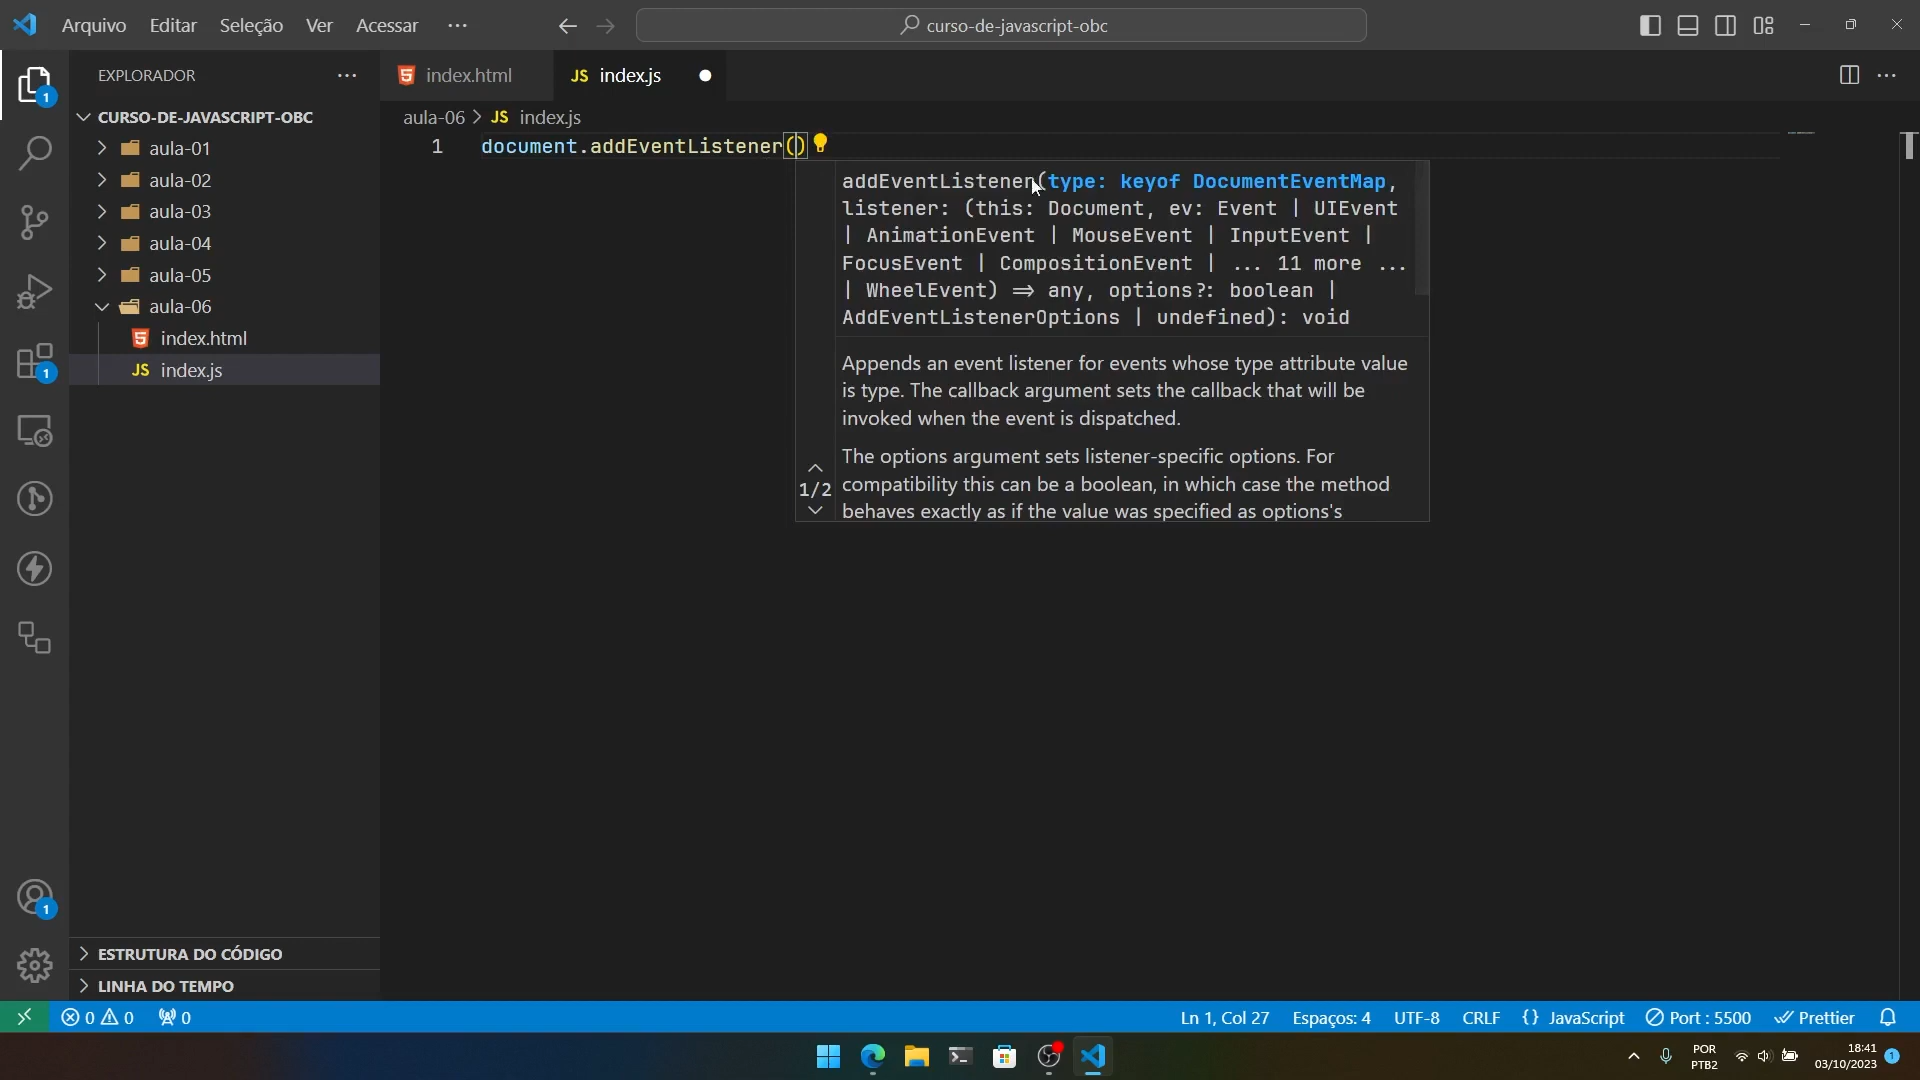 Arquivo Editar Seleção Ver Acessar ···
curso-de-javascript-obc
EXPLORADOR ···
index.html
JS index.js
CURSO-DE-JAVASCRIPT-OBC
aula-01
aula-02
aula-03
aula-04
aula-05
aula-06
index.html
JS index.js
aula-06 > JS index.js
1 document.addEventListener()
addEventListener(type: keyof DocumentEventMap,
listener: (this: Document, ev: Event | UIEvent
| AnimationEvent | MouseEvent | InputEvent |
FocusEvent | CompositionEvent | ... 11 more ...
| WheelEvent) => any, options?: boolean |
AddEventListenerOptions | undefined): void
Appends an event listener for events whose type attribute value
is type. The callback argument sets the callback that will be
invoked when the event is dispatched.
The options argument sets listener-specific options. For
1/2
compatibility this can be a boolean, in which case the method
behaves exactly as if the value was specified as options's
1
1
1
ESTRUTURA DO CÓDIGO
LINHA DO TEMPO
0 0 0
Ln 1, Col 27 Espaços: 4 UTF-8 CRLF {} JavaScript Port : 5500 Prettier
POR
PTB2
18:41
03/10/2023
1